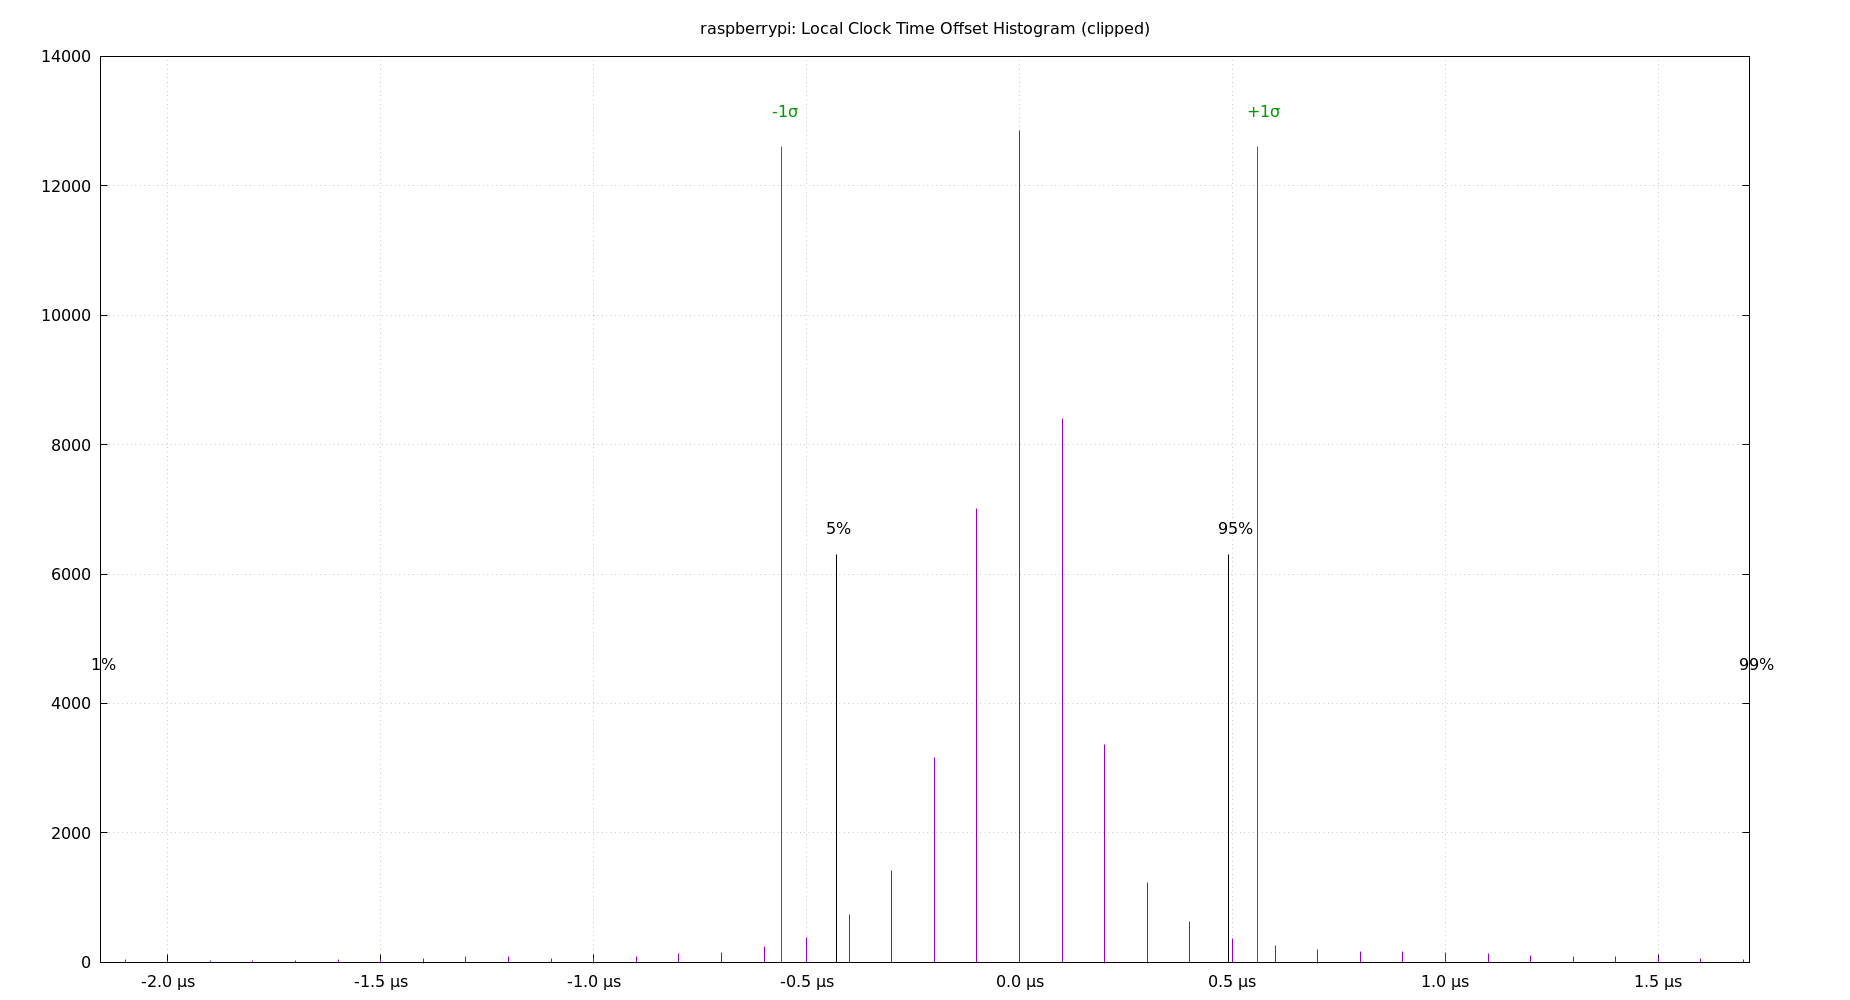 raspberrypi: Local Clock Time Offset Histogram (clipped)
14000
-1σ
+1σ
12000
10000
8000
5%
95%
6000
1%
99%
4000
2000
0
-2.0 µs
-1.5 µs
-1.0 µs
-0.5 µs
0.0 µs
0.5 µs
1.0 µs
1.5 µs